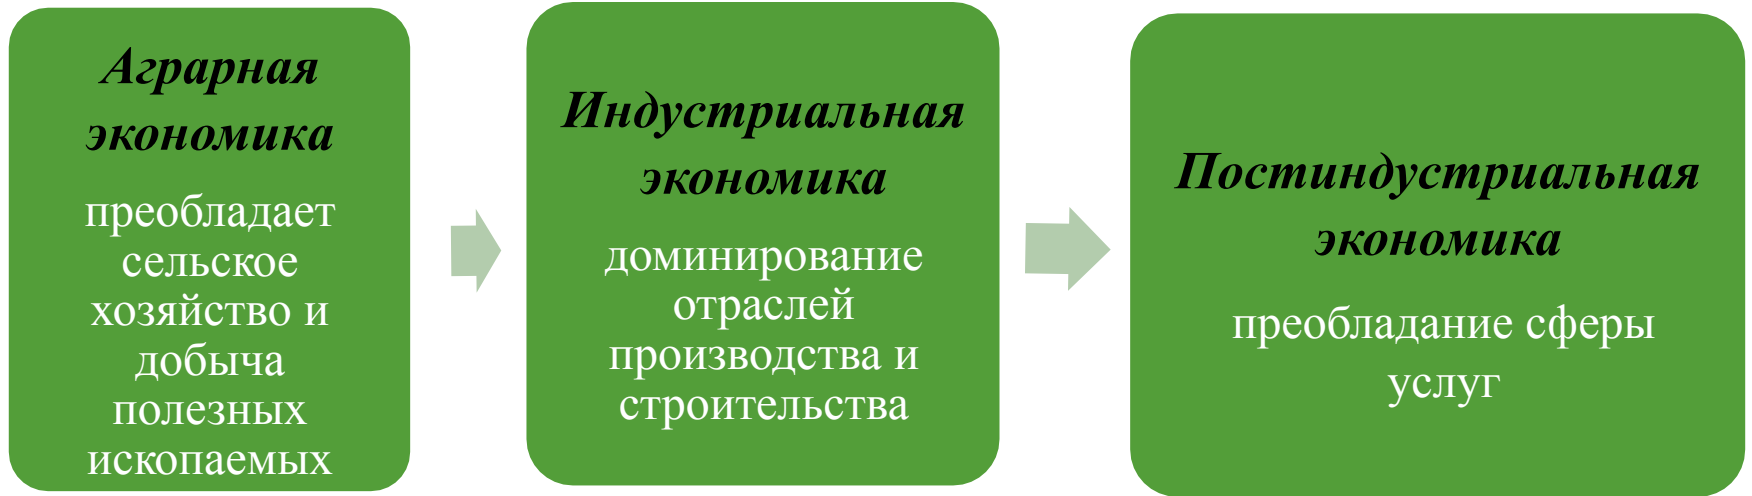 Аграрная
экономика
преобладает
сельское
хозяйство и
добыча
полезных
ископаемых
Индустриальная
экономика
доминирование
отраслей
производства и
строительства
Постиндустриальная
экономика
преобладание сферы
услуг